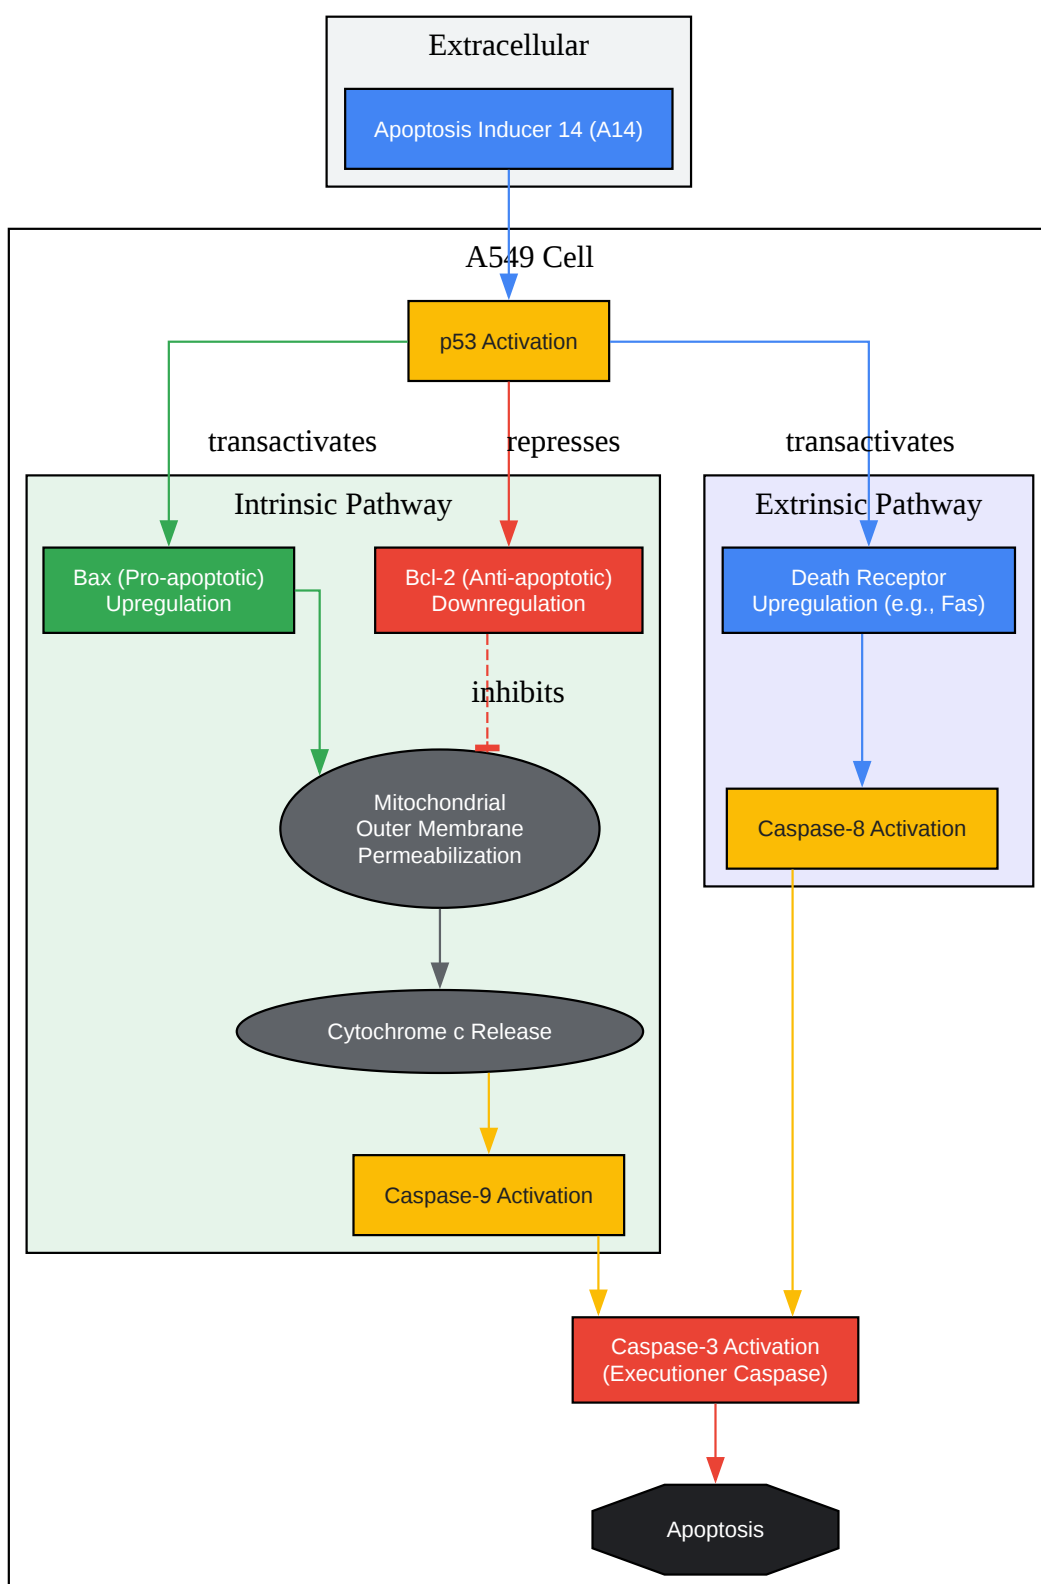 Extracellular
Apoptosis Inducer 14 (A14)
A549 Cell
p53 Activation
transactivates
represses
transactivates
Intrinsic Pathway
Extrinsic Pathway
Bax (Pro-apoptotic)
Upregulation
Bcl-2 (Anti-apoptotic)
Downregulation
Death Receptor
Upregulation (e.g., Fas)
inhibits
Mitochondrial
Outer Membrane
Permeabilization
Caspase-8 Activation
Cytochrome c Release
Caspase-9 Activation
Caspase-3 Activation
(Executioner Caspase)
Apoptosis